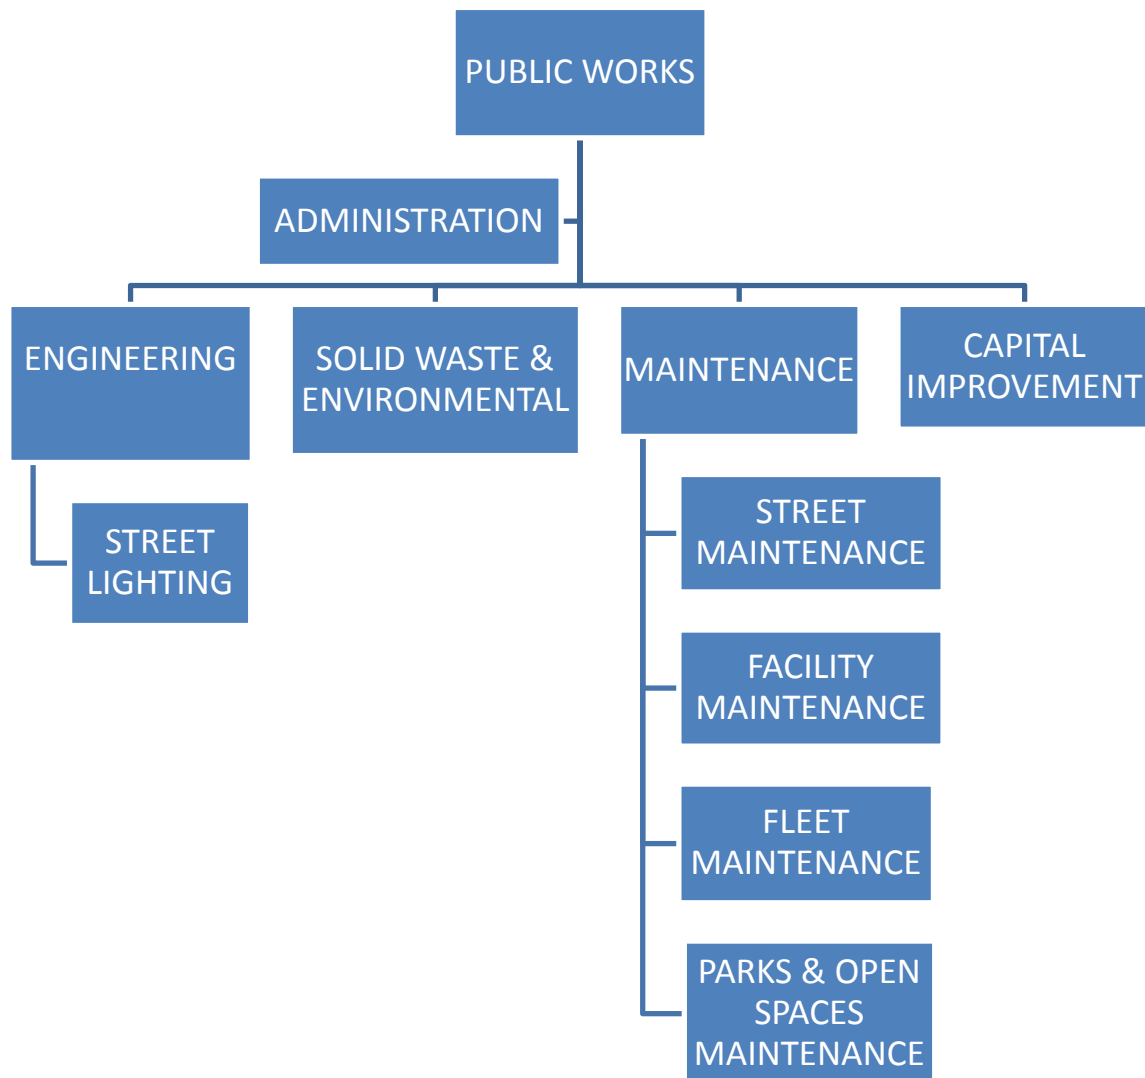 PUBLIC WORKS
ADMINISTRATION
ENGINEERING
SOLID WASTE &
ENVIRONMENTAL
MAINTENANCE
CAPITAL
IMPROVEMENT
STREET
LIGHTING
STREET
MAINTENANCE
FACILITY
MAINTENANCE
FLEET
MAINTENANCE
PARKS & OPEN
SPACES
MAINTENANCE